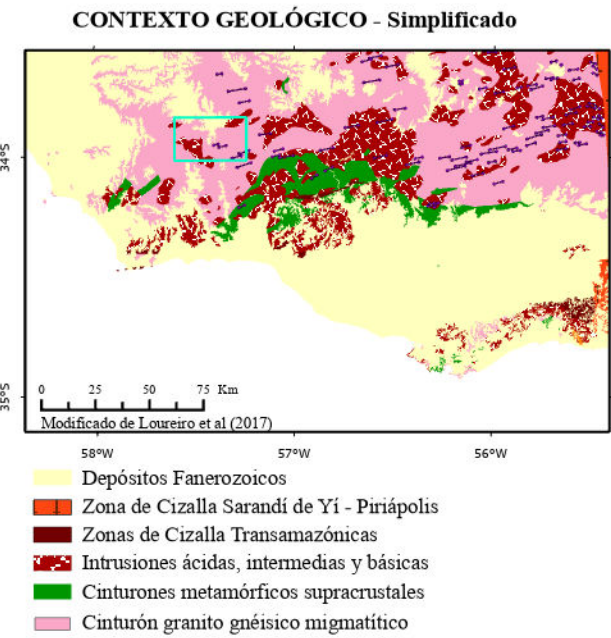 CONTEXTO GEOLÓGICO - Simplificado
34°S
35°S
0 25 50 75 Km
Modificado de Loureiro et al (2017)
58°W 57°W 56°W
Depósitos Fanerozoicos
Zona de Cizalla Sarandí de Yí - Piriápolis
Zonas de Cizalla Transamazónicas
Intrusiones ácidas, intermedias y básicas
Cinturones metamórficos supracrustales
Cinturón granito gnéisico migmatítico